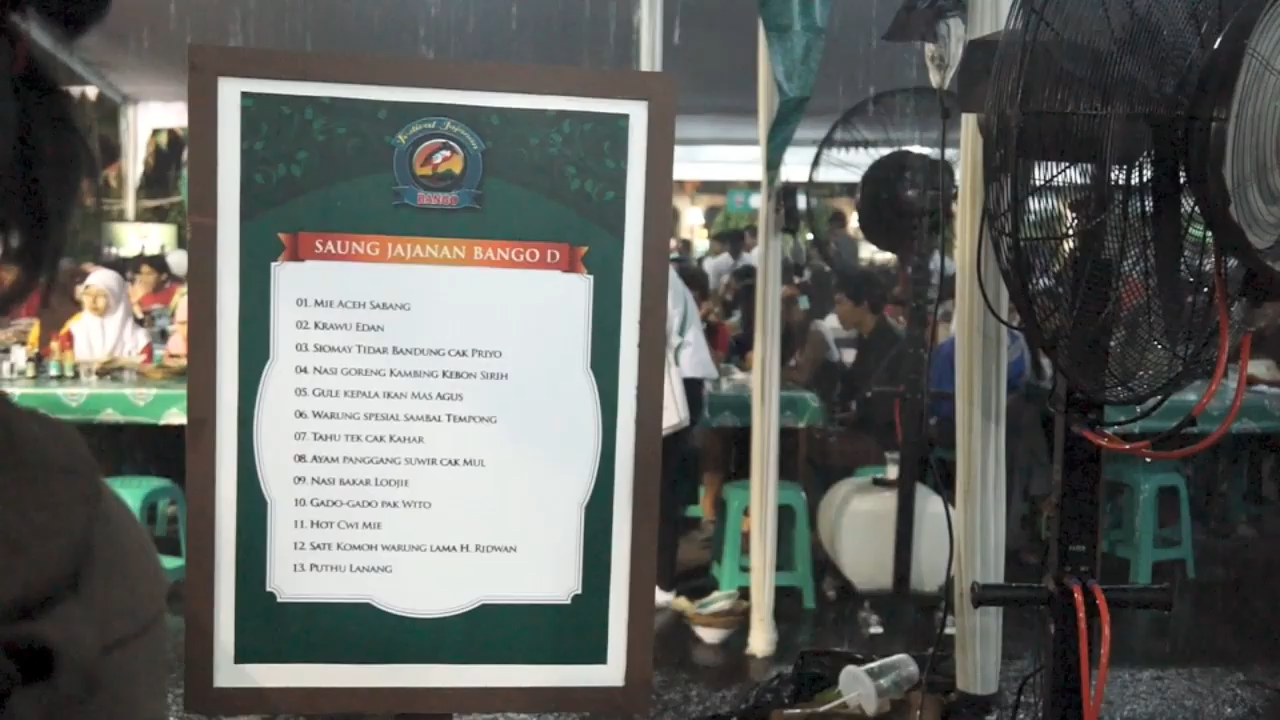 Festival Jajanan
BANGO
SAUNG JAJANAN BANGO D
01. MIE ACEH SABANG
02. KRAWU EDAN
03. SIOMAY TIDAR BANDUNG CAK PRIYO
04. NASI GORENG KAMBING KEBON SIRIH
05. GULE KEPALA IKAN MAS AGUS
06. WARUNG SPESIAL SAMBAL TEMPONG
07. TAHU TEK CAK KAHAR
08. AYAM PANGGANG SUWIR CAK MUL
09. NASI BAKAR LODJIE
10. GADO-GADO PAK WITO
11. HOT CWI MIE
12. SATE KOMOH WARUNG LAMA H. RIDWAN
13. PUTHU LANANG